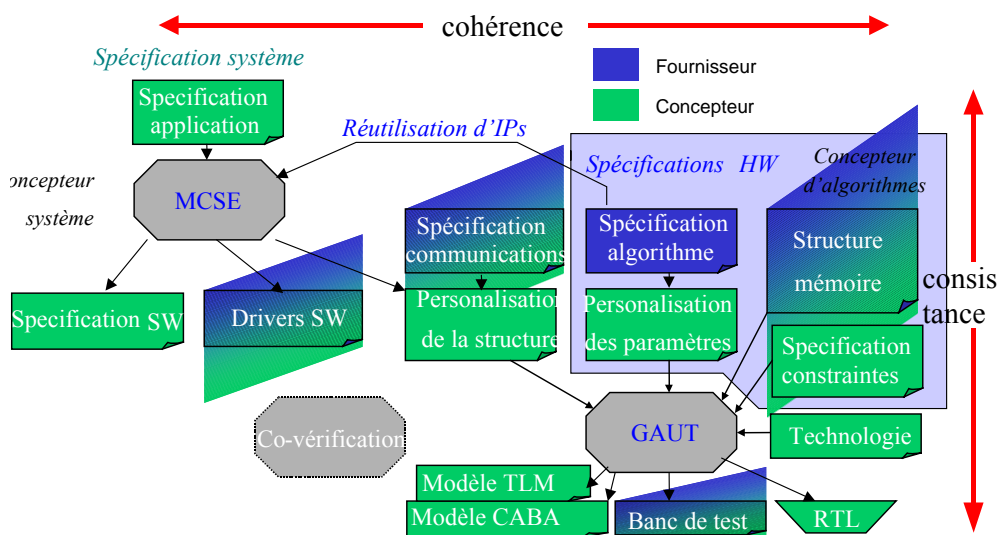 cohérence
Spécification système
Fournisseur
Concepteur
Specification
application
Réutilisation d'IPs
Spécifications HW
Concepteur
d'algorithmes
oncepteur
système
MCSE
Spécification
communications
Spécification
algorithme
Structure
mémoire
consis
tance
Specification SW
Drivers SW
Personalisation
de la structure
Personalisation
des paramètres
Specification
constraintes
Co-vérification
GAUT
Technologie
Modèle TLM
Modèle CABA
Banc de test
RTL